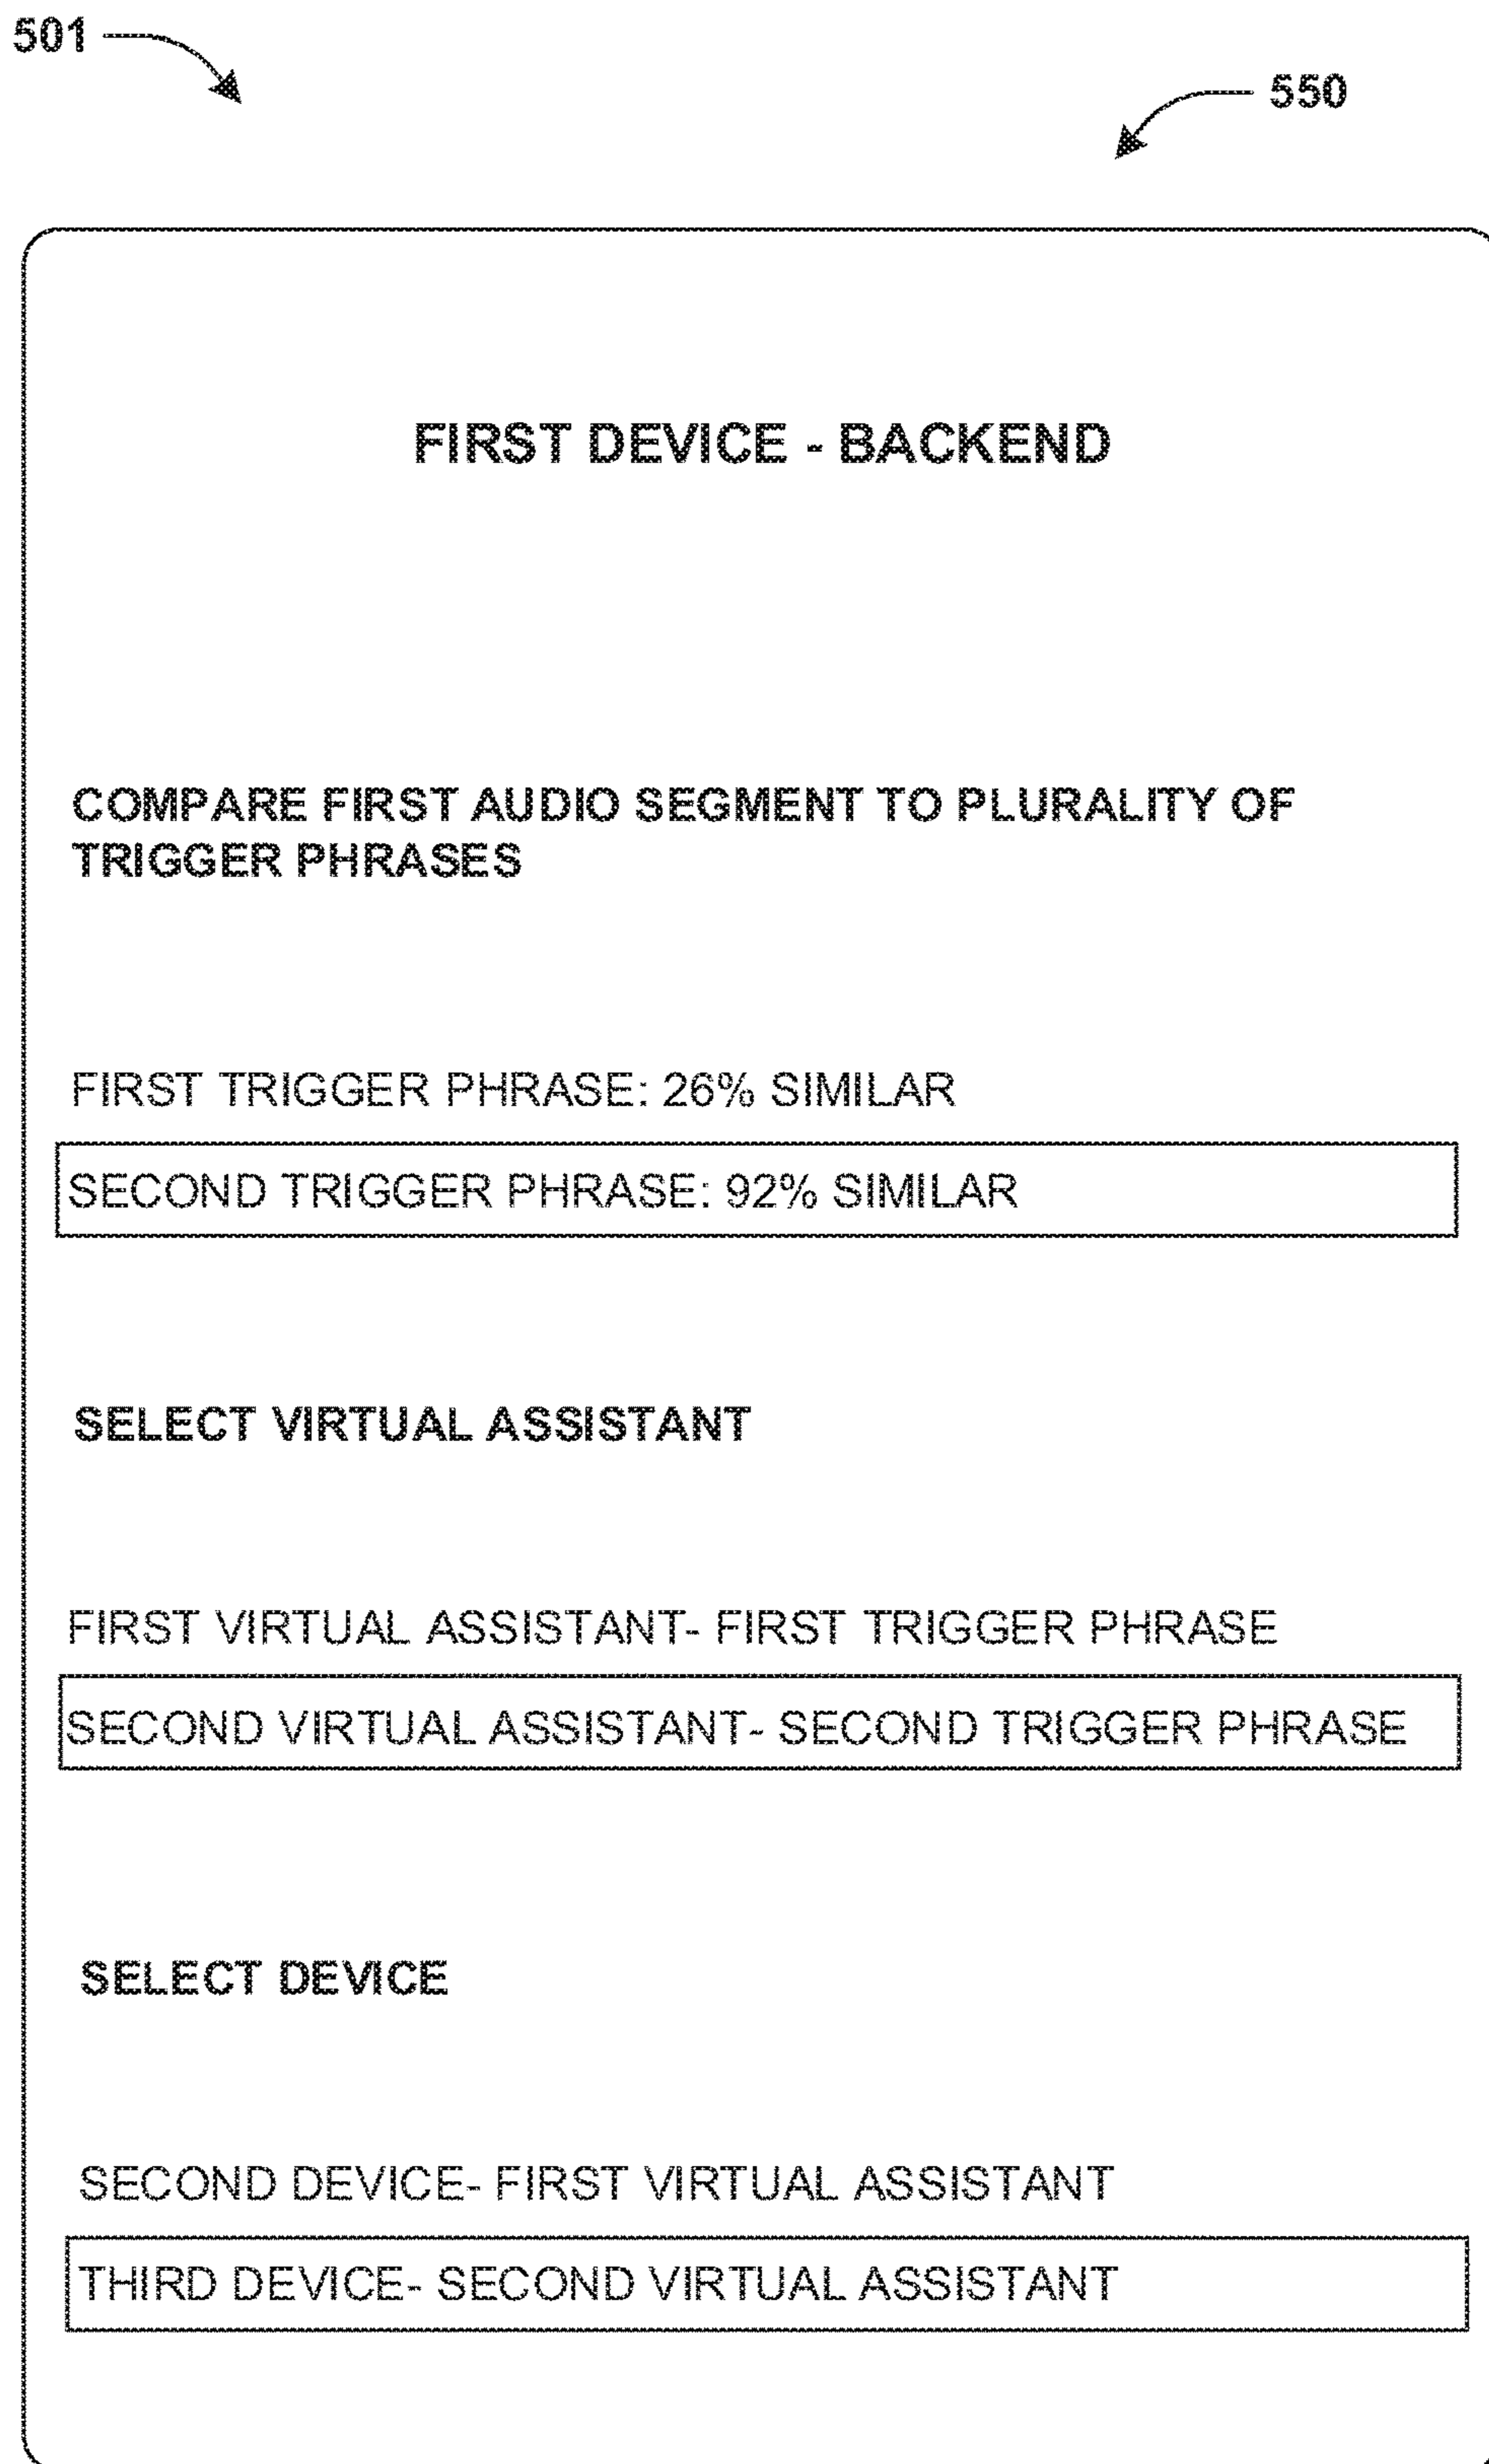 501
550
FIRST DEVICE - BACKEND
COMPARE FIRST AUDIO SEGMENT TO PLURALITY OF
TRIGGER PHRASES
FIRST TRIGGER PHRASE: 26% SIMILAR
SECOND TRIGGER PHRASE: 92% SIMILAR
SELECT VIRTUAL ASSISTANT
FIRST VIRTUAL ASSISTANT- FIRST TRIGGER PHRASE
SECOND VIRTUAL ASSISTANT- SECOND TRIGGER PHRASE
SELECT DEVICE
SECOND DEVICE- FIRST VIRTUAL ASSISTANT
THIRD DEVICE- SECOND VIRTUAL ASSISTANT